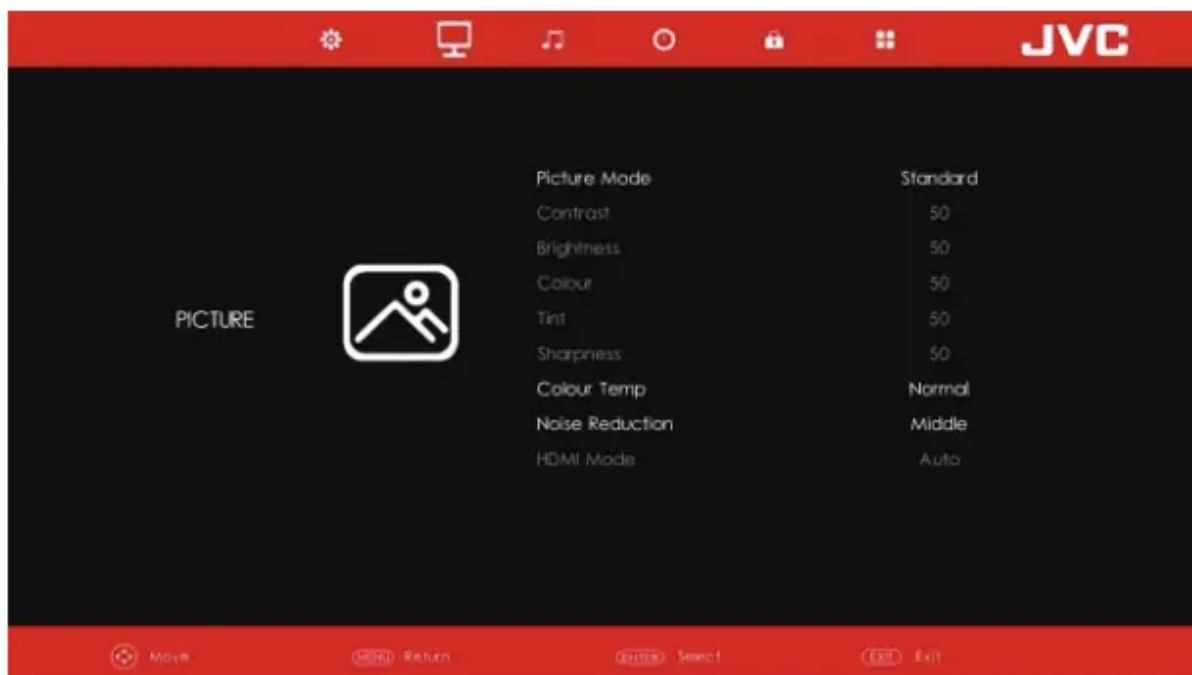 JVC
PICTURE
Picture Mode Standard
Contrast 50
Brightness 50
Colour 50
Tint 50
Sharpness 50
Colour Temp Normal
Noise Reduction Middle
HDMI Mode Auto
Move MENU Return ENTER Select EXIT Exit